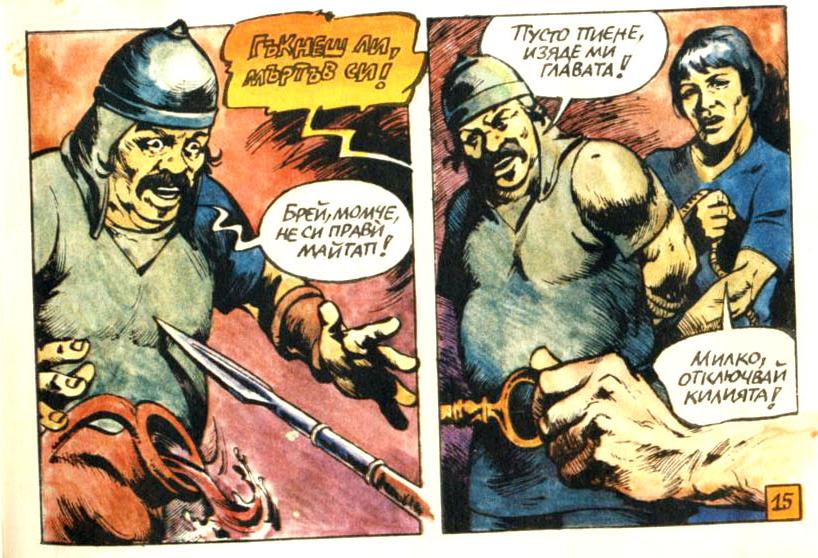 ГЪКНЕШ ЛИ,
МЪРТЪВ СИ!
БРЕЙ, МОМЧЕ,
НЕ СИ ПРАВИ
МАЙТАП!
ПУСТО ПИЕНЕ,
ИЗЯДЕ МИ
ГЛАВАТА!
МИЛКО,
ОТКЛЮЧВАЙ
КИЛИЯТА!
15